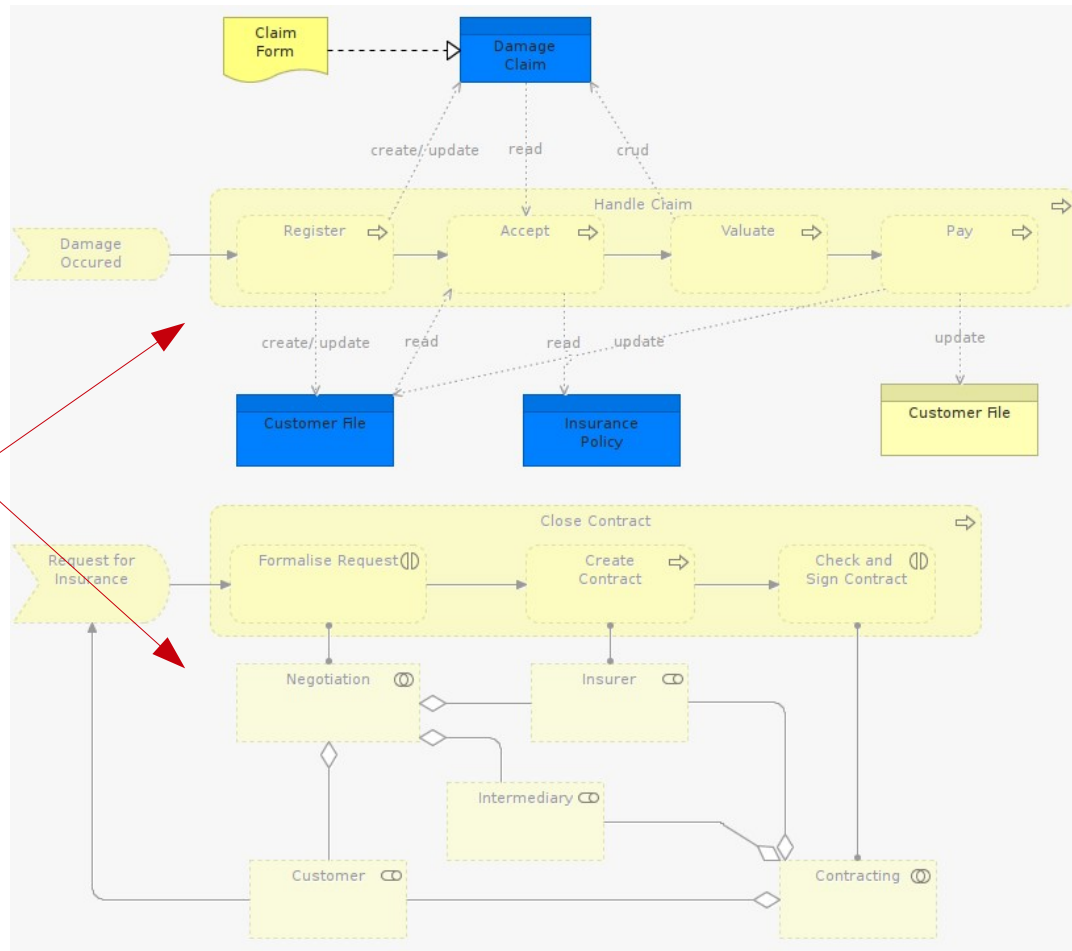 Claim
Form
Damage
Claim
create/ update
read
crud
Handle Claim
Damage
Occured
Register
Accept
Valuate
Pay
create/ update
read
read
update
update
Customer File
Insurance
Policy
Customer File
Close Contract
Request for
Insurance
Formalise Request
Create
Contract
Check and
Sign Contract
Negotiation
Insurer
Intermediary
Customer
Contracting